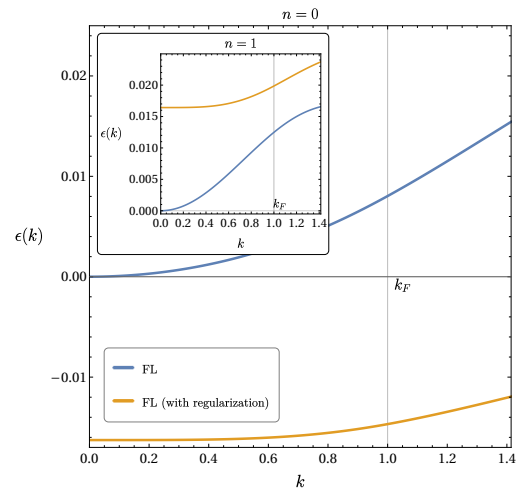 n = 0
0.02
0.01
0.00
−0.01
ϵ(k)
0.0
0.2
0.4
0.6
0.8
1.0
1.2
1.4
k
k_F
n = 1
0.020
0.015
0.010
0.005
0.000
ϵ(k)
0.0 0.2 0.4 0.6 0.8 1.0 1.2 1.4
k
k_F
FL
FL (with regularization)